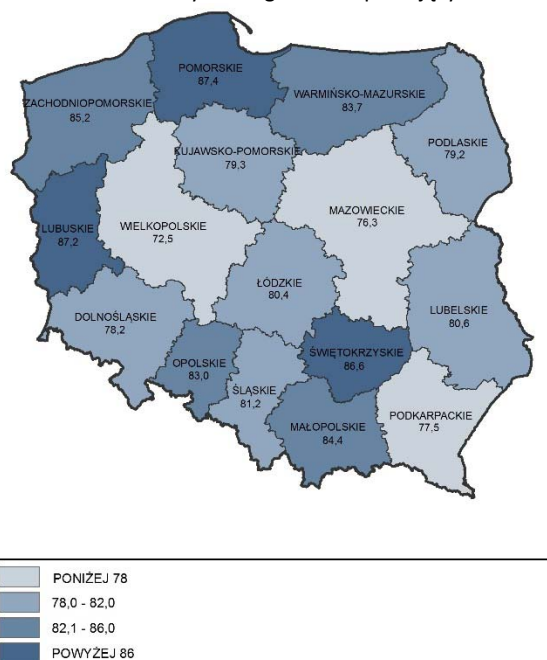 POMORSKIE
87,4
ZACHODNIOPOMORSKIE
85,2
WARMIŃSKO-MAZURSKIE
83,7
PODLASKIE
79,2
KUJAWSKO-POMORSKIE
79,3
MAZOWIECKIE
76,3
WIELKOPOLSKIE
72,5
LUBUSKIE
87,2
ŁÓDZKIE
80,4
LUBELSKIE
80,6
DOLNOŚLĄSKIE
78,2
OPOLSKIE
83,0
ŚWIĘTOKRZYSKIE
86,6
ŚLĄSKIE
81,2
MAŁOPOLSKIE
84,4
PODKARPACKIE
77,5
PONIŻEJ 78
78,0 - 82,0
82,1 - 86,0
POWYŻEJ 86